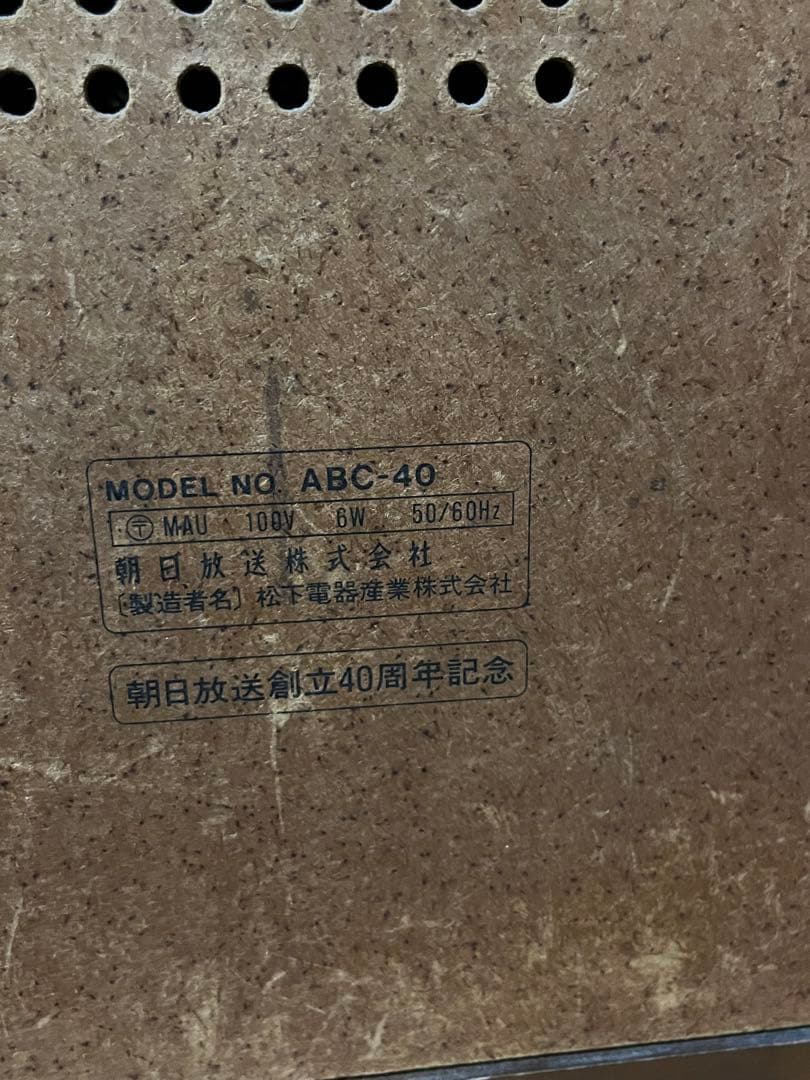 MODEL NO. ABC-40
〒 MAU 100V 6W 50/60Hz
朝日放送株式会社
〔製造者名〕松下電器産業株式会社
朝日放送創立40周年記念